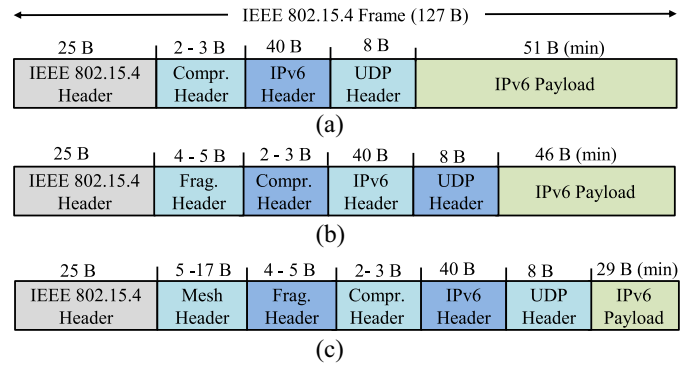 IEEE 802.15.4 Frame (127 B)
25 B 2 - 3 B 40 B 8 B 51 B (min)
IEEE 802.15.4 Compr. IPv6 UDP IPv6 Payload
Header Header Header Header
(a)
25 B 4 - 5 B 2 - 3 B 40 B 8 B 46 B (min)
IEEE 802.15.4 Frag. Compr. IPv6 UDP IPv6 Payload
Header Header Header Header Header
(b)
25 B 5 -17 B 4 - 5 B 2- 3 B 40 B 8 B 29 B (min)
IEEE 802.15.4 Mesh Frag. Compr. IPv6 UDP IPv6
Header Header Header Header Header Header Payload
(c)